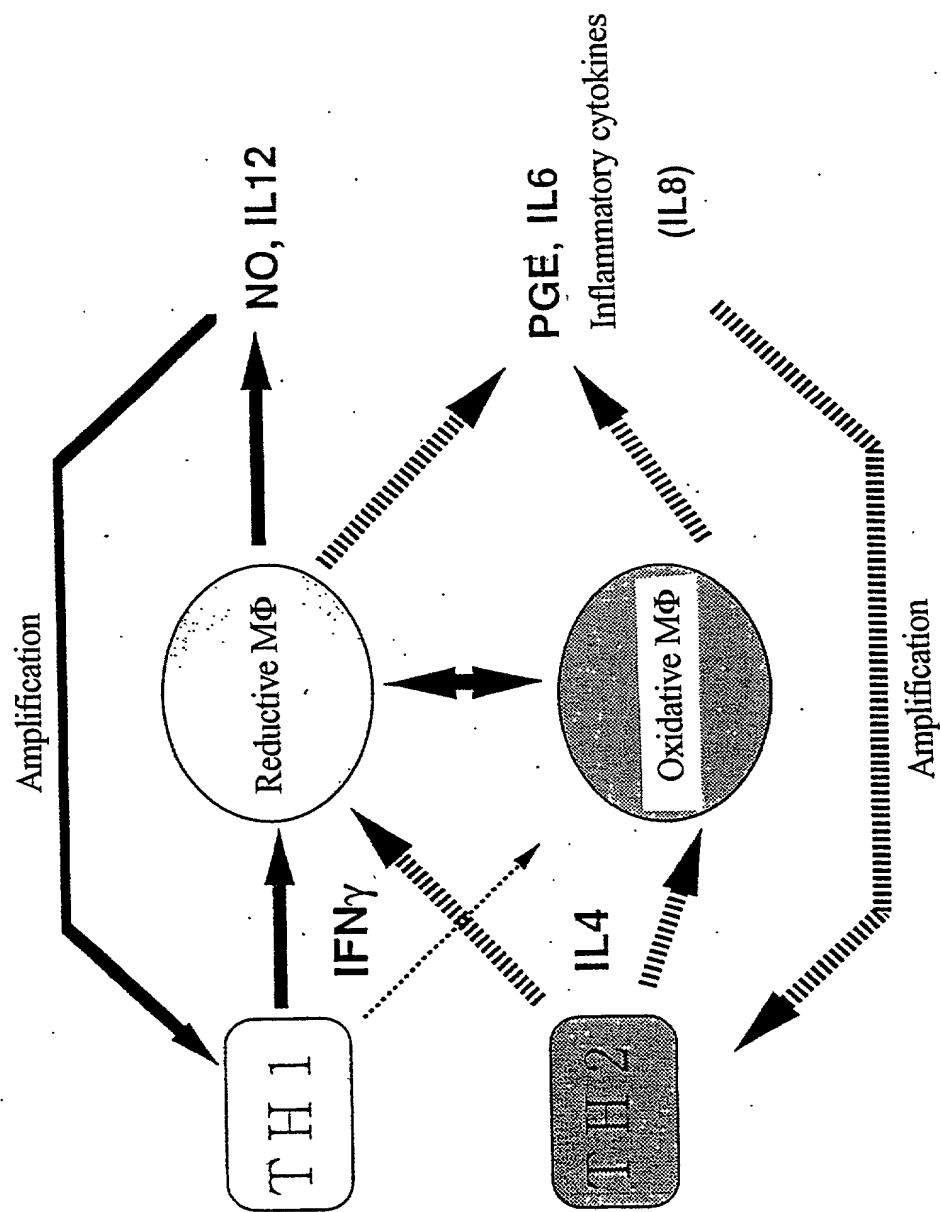 Amplification
TH1
IFNγ
Reductive MΦ
NO, IL12
TH2
IL4
Oxidative MΦ
PGE, IL6
Inflammatory cytokines
(IL8)
Amplification